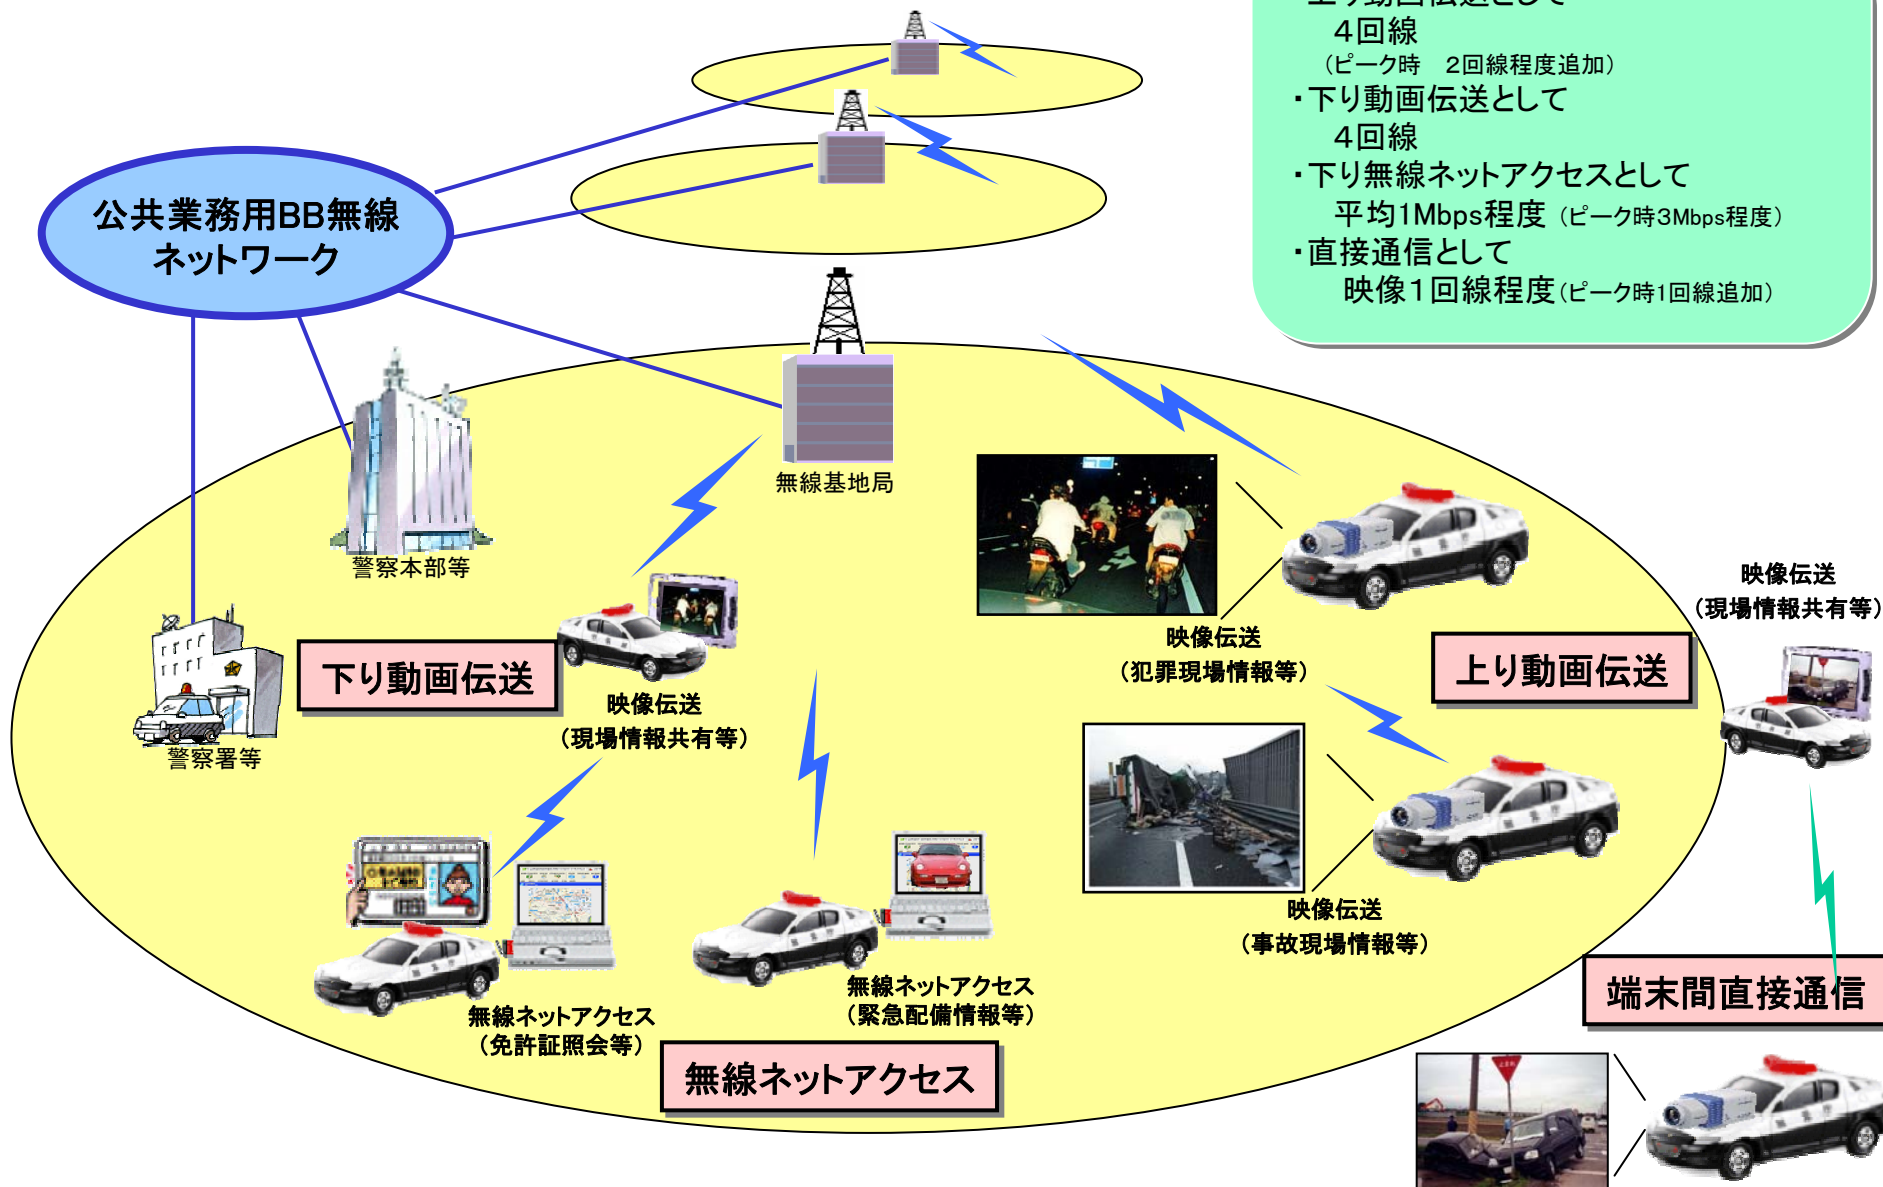 上り動画伝送として
4回線
（ピーク時　2回線程度追加）
・下り動画伝送として
4回線
・下り無線ネットアクセスとして
平均1Mbps程度（ピーク時3Mbps程度）
・直接通信として
映像１回線程度（ピーク時1回線追加）
公共業務用BB無線
ネットワーク
無線基地局
警察本部等
警察署等
下り動画伝送
映像伝送
（現場情報共有等）
映像伝送
（犯罪現場情報等）
上り動画伝送
映像伝送
（現場情報共有等）
映像伝送
（事故現場情報等）
無線ネットアクセス
（免許証照会等）
無線ネットアクセス
（緊急配備情報等）
無線ネットアクセス
端末間直接通信